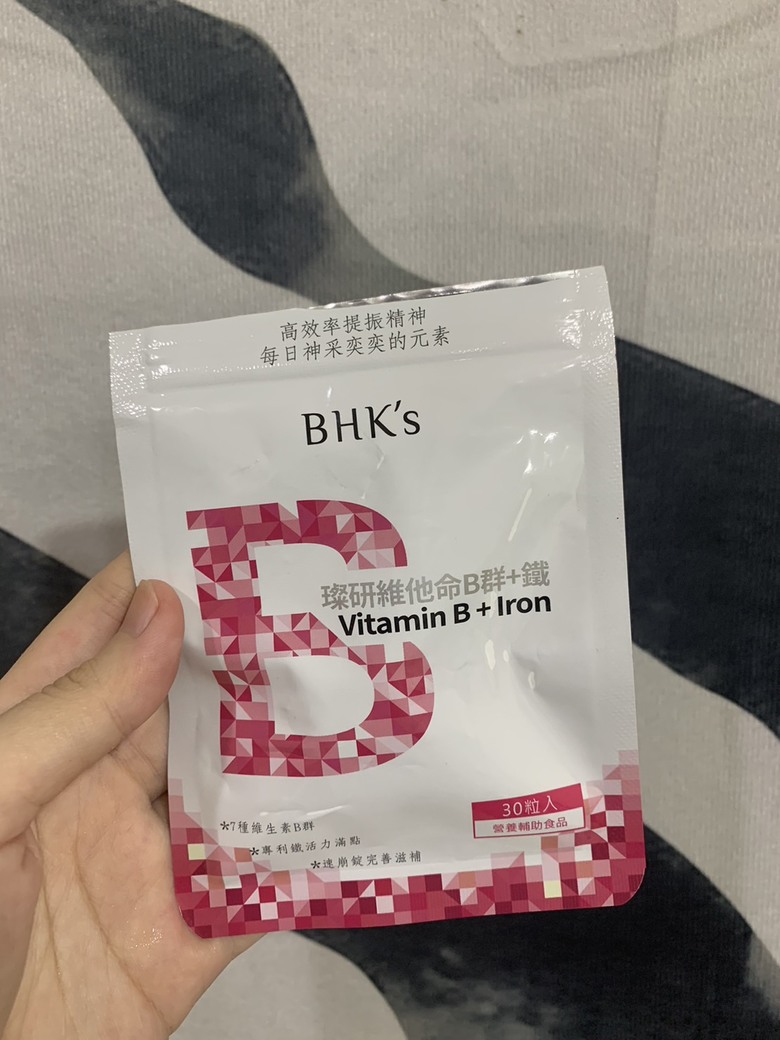 高效率提振精神
每日神采奕奕的元素
BHK's
璨研維他命B群+鐵
Vitamin B + Iron
30粒入
營養輔助食品
*7種維生素B群
*專利鐵活力滿點
*速崩錠完善滋補